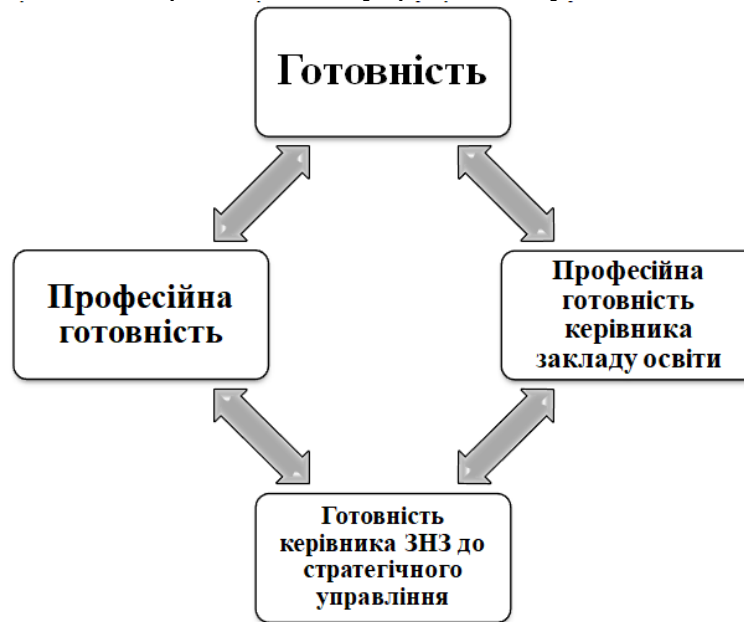 Готовність
Професійна
готовність
Професійна
готовність
керівника
закладу освіти
Готовність
керівника ЗНЗ до
стратегічного
управління